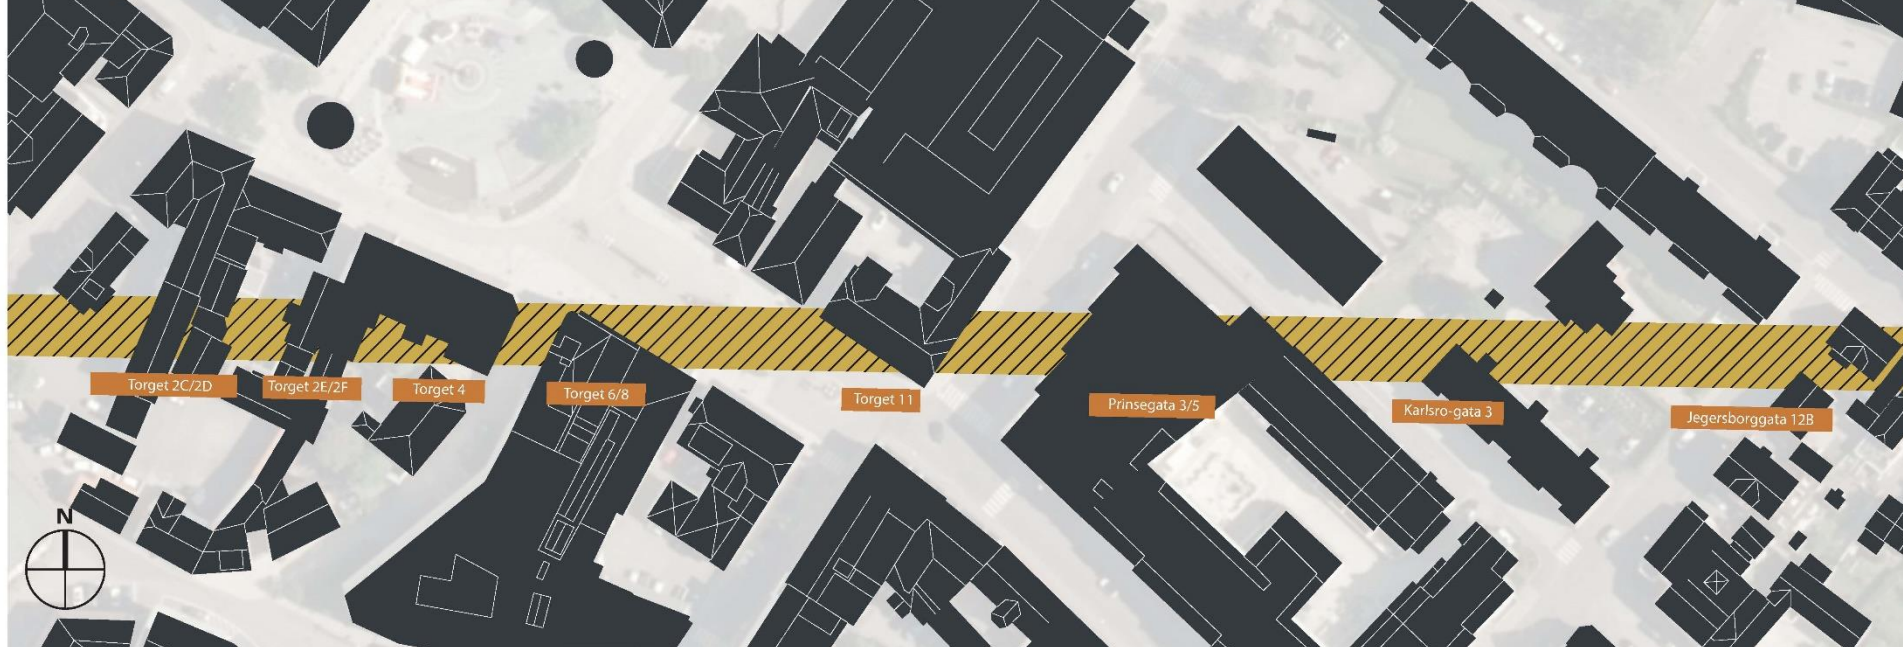 Torget 2C/2D
Torget 2E/2F
Torget 4
Torget 6/8
Torget 11
Prinsegata 3/5
Karlsro-gata 3
Jegersborggata 12B
N